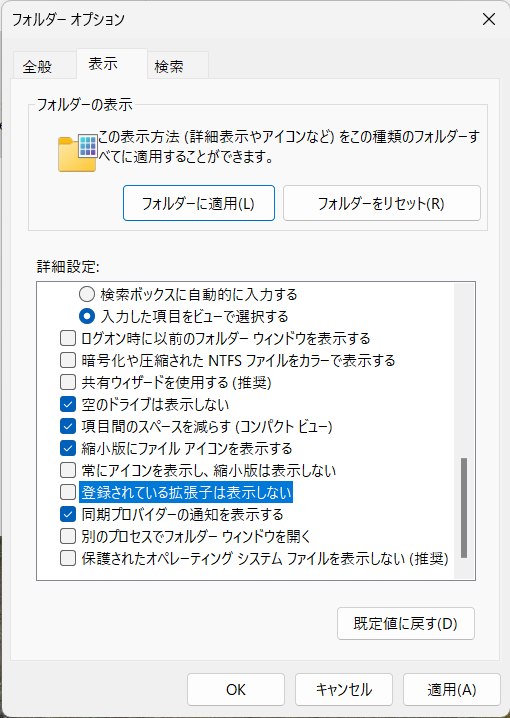 フォルダー オプション
全般
表示
検索
フォルダーの表示
この表示方法 (詳細表示やアイコンなど) をこの種類のフォルダーす
べてに適用することができます。
フォルダーに適用(L)
フォルダーをリセット(R)
詳細設定:
検索ボックスに自動的に入力する
入力した項目をビューで選択する
ログオン時に以前のフォルダー ウィンドウを表示する
暗号化や圧縮された NTFS ファイルをカラーで表示する
共有ウィザードを使用する (推奨)
空のドライブは表示しない
項目間のスペースを減らす (コンパクト ビュー)
縮小版にファイル アイコンを表示する
常にアイコンを表示し、縮小版は表示しない
登録されている拡張子は表示しない
同期プロバイダーの通知を表示する
別のプロセスでフォルダー ウィンドウを開く
保護されたオペレーティング システム ファイルを表示しない (推奨)
既定値に戻す(D)
OK
キャンセル
適用(A)